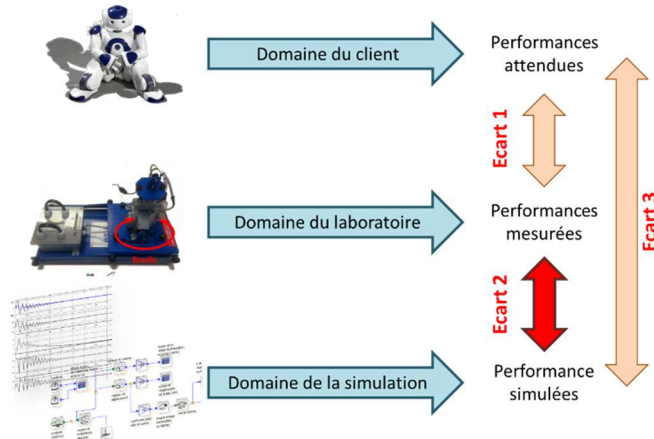 Domaine du client
Performances
attendues
Ecart 1
Domaine du laboratoire
Performances
mesurées
Roulis
Ecart 3
Ecart 2
Domaine de la simulation
Performance
simulées